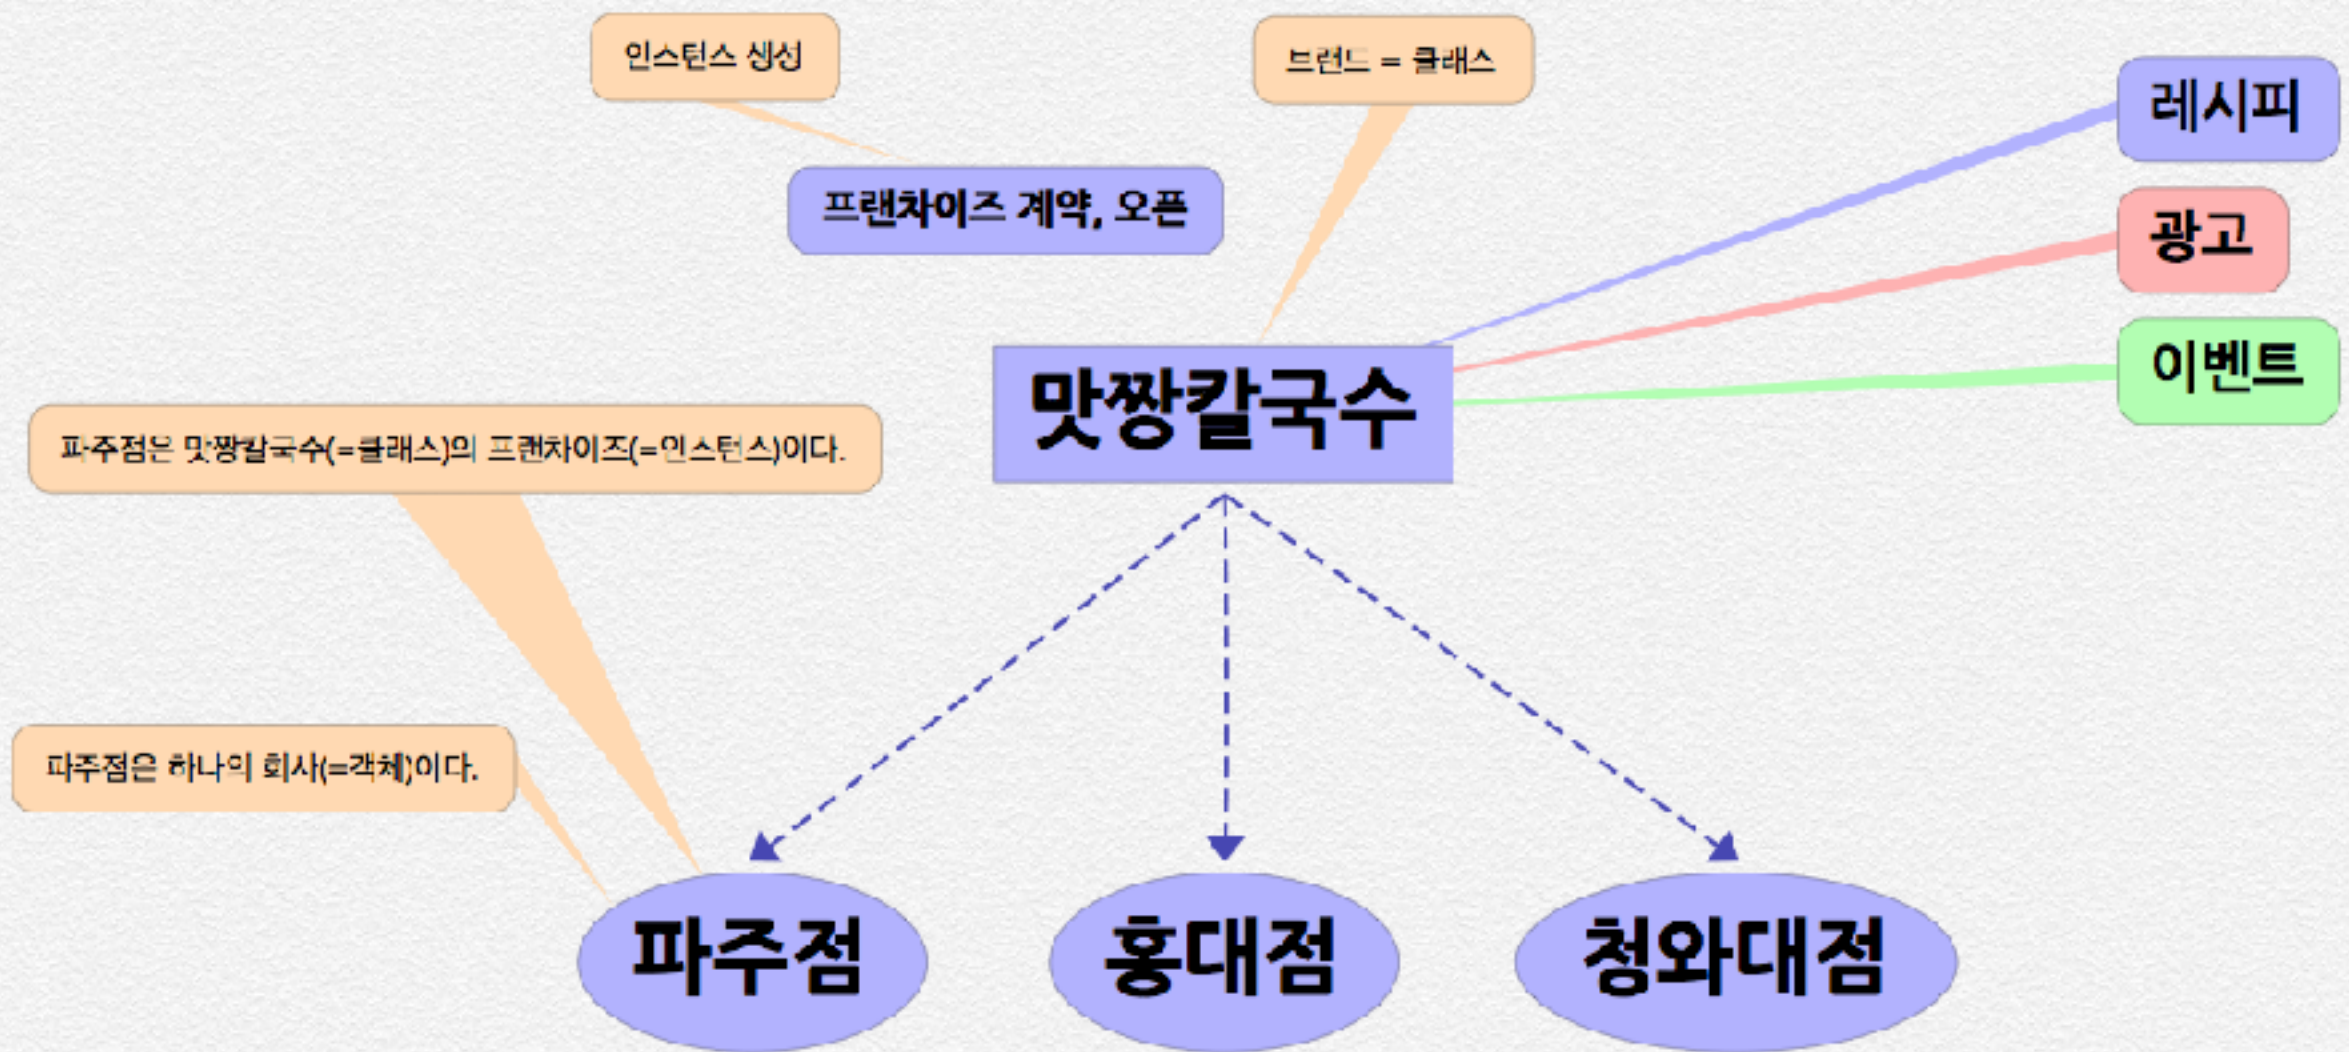 인스턴스 생성
브랜드 = 클래스
레시피
프랜차이즈 계약, 오픈
광고
이벤트
맛짱칼국수
파주점은 맛짱칼국수(=클래스)의 프랜차이즈(=인스턴스)이다.
파주점은 하나의 회사(=객체)이다.
파주점
홍대점
청와대점